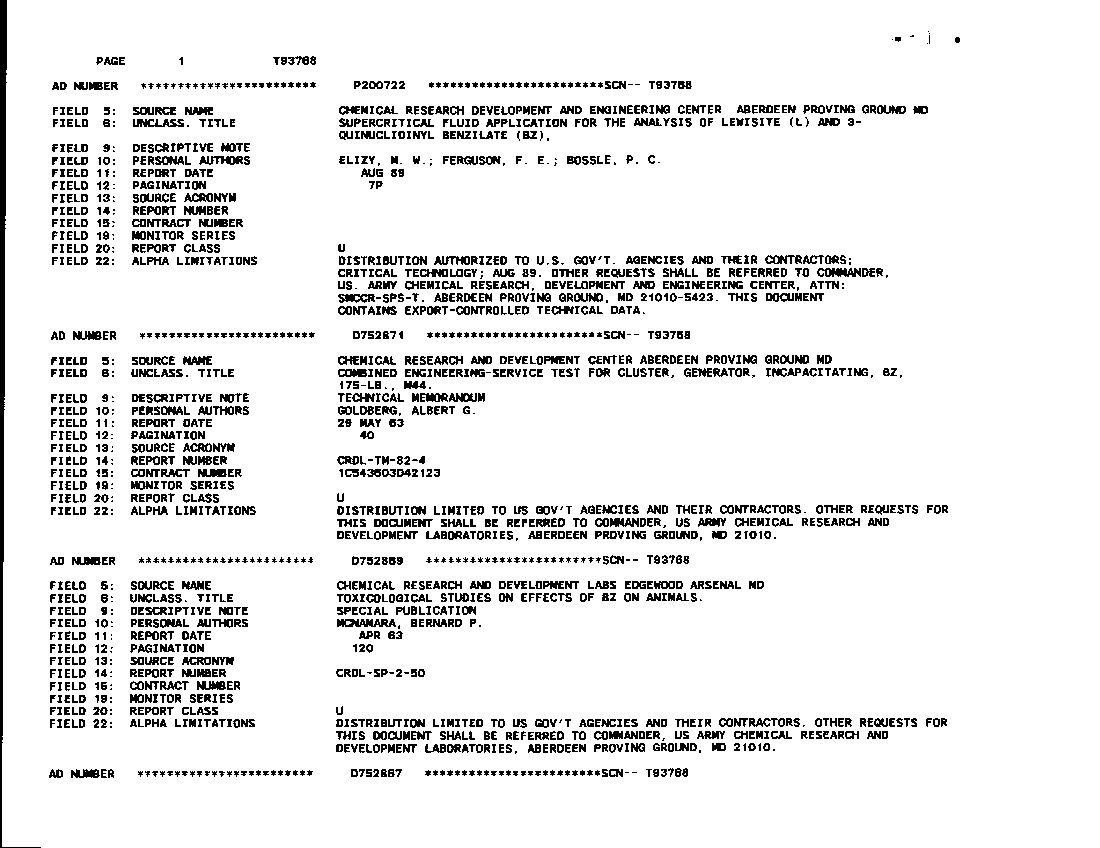 PAGE 1 T93768
AD NUMBER ************************ P200722 ************************SCN-- T93768
FIELD 5: SOURCE NAME CHEMICAL RESEARCH DEVELOPMENT AND ENGINEERING CENTER ABERDEEN PROVING GROUND MD
FIELD 6: UNCLASS. TITLE SUPERCRITICAL FLUID APPLICATION FOR THE ANALYSIS OF LEWISITE (L) AND 3-
QUINUCLIDINYL BENZILATE (BZ),
FIELD 9: DESCRIPTIVE NOTE
FIELD 10: PERSONAL AUTHORS ELIZY, M. W.; FERGUSON, F. E.; BOSSLE, P. C.
FIELD 11: REPORT DATE AUG 89
FIELD 12: PAGINATION 7P
FIELD 13: SOURCE ACRONYM
FIELD 14: REPORT NUMBER
FIELD 15: CONTRACT NUMBER
FIELD 19: MONITOR SERIES
FIELD 20: REPORT CLASS U
FIELD 22: ALPHA LIMITATIONS DISTRIBUTION AUTHORIZED TO U.S. GOV'T. AGENCIES AND THEIR CONTRACTORS;
CRITICAL TECHNOLOGY; AUG 89. OTHER REQUESTS SHALL BE REFERRED TO COMMANDER,
US. ARMY CHEMICAL RESEARCH, DEVELOPMENT AND ENGINEERING CENTER, ATTN:
SMCCR-SPS-T. ABERDEEN PROVING GROUND, MD 21010-5423. THIS DOCUMENT
CONTAINS EXPORT-CONTROLLED TECHNICAL DATA.
AD NUMBER ************************ D752871 ************************SCN-- T93768
FIELD 5: SOURCE NAME CHEMICAL RESEARCH AND DEVELOPMENT CENTER ABERDEEN PROVING GROUND MD
FIELD 6: UNCLASS. TITLE COMBINED ENGINEERING-SERVICE TEST FOR CLUSTER, GENERATOR, INCAPACITATING, BZ,
175-LB., M44.
FIELD 9: DESCRIPTIVE NOTE TECHNICAL MEMORANDUM
FIELD 10: PERSONAL AUTHORS GOLDBERG, ALBERT G.
FIELD 11: REPORT DATE 29 MAY 63
FIELD 12: PAGINATION 40
FIELD 13: SOURCE ACRONYM
FIELD 14: REPORT NUMBER CRDL-TM-82-4
FIELD 15: CONTRACT NUMBER 1C543603D42123
FIELD 19: MONITOR SERIES
FIELD 20: REPORT CLASS U
FIELD 22: ALPHA LIMITATIONS DISTRIBUTION LIMITED TO US GOV'T AGENCIES AND THEIR CONTRACTORS. OTHER REQUESTS FOR
THIS DOCUMENT SHALL BE REFERRED TO COMMANDER, US ARMY CHEMICAL RESEARCH AND
DEVELOPMENT LABORATORIES, ABERDEEN PROVING GROUND, MD 21010.
AD NUMBER ************************ D752869 ************************SCN-- T93768
FIELD 5: SOURCE NAME CHEMICAL RESEARCH AND DEVELOPMENT LABS EDGEWOOD ARSENAL MD
FIELD 6: UNCLASS. TITLE TOXICOLOGICAL STUDIES ON EFFECTS OF BZ ON ANIMALS.
FIELD 9: DESCRIPTIVE NOTE SPECIAL PUBLICATION
FIELD 10: PERSONAL AUTHORS MCNAMARA, BERNARD P.
FIELD 11: REPORT DATE APR 63
FIELD 12: PAGINATION 120
FIELD 13: SOURCE ACRONYM
FIELD 14: REPORT NUMBER CRDL-SP-2-50
FIELD 15: CONTRACT NUMBER
FIELD 19: MONITOR SERIES
FIELD 20: REPORT CLASS U
FIELD 22: ALPHA LIMITATIONS DISTRIBUTION LIMITED TO US GOV'T AGENCIES AND THEIR CONTRACTORS. OTHER REQUESTS FOR
THIS DOCUMENT SHALL BE REFERRED TO COMMANDER, US ARMY CHEMICAL RESEARCH AND
DEVELOPMENT LABORATORIES, ABERDEEN PROVING GROUND, MD 21010.
AD NUMBER ************************ D752867 ************************SCN-- T93768